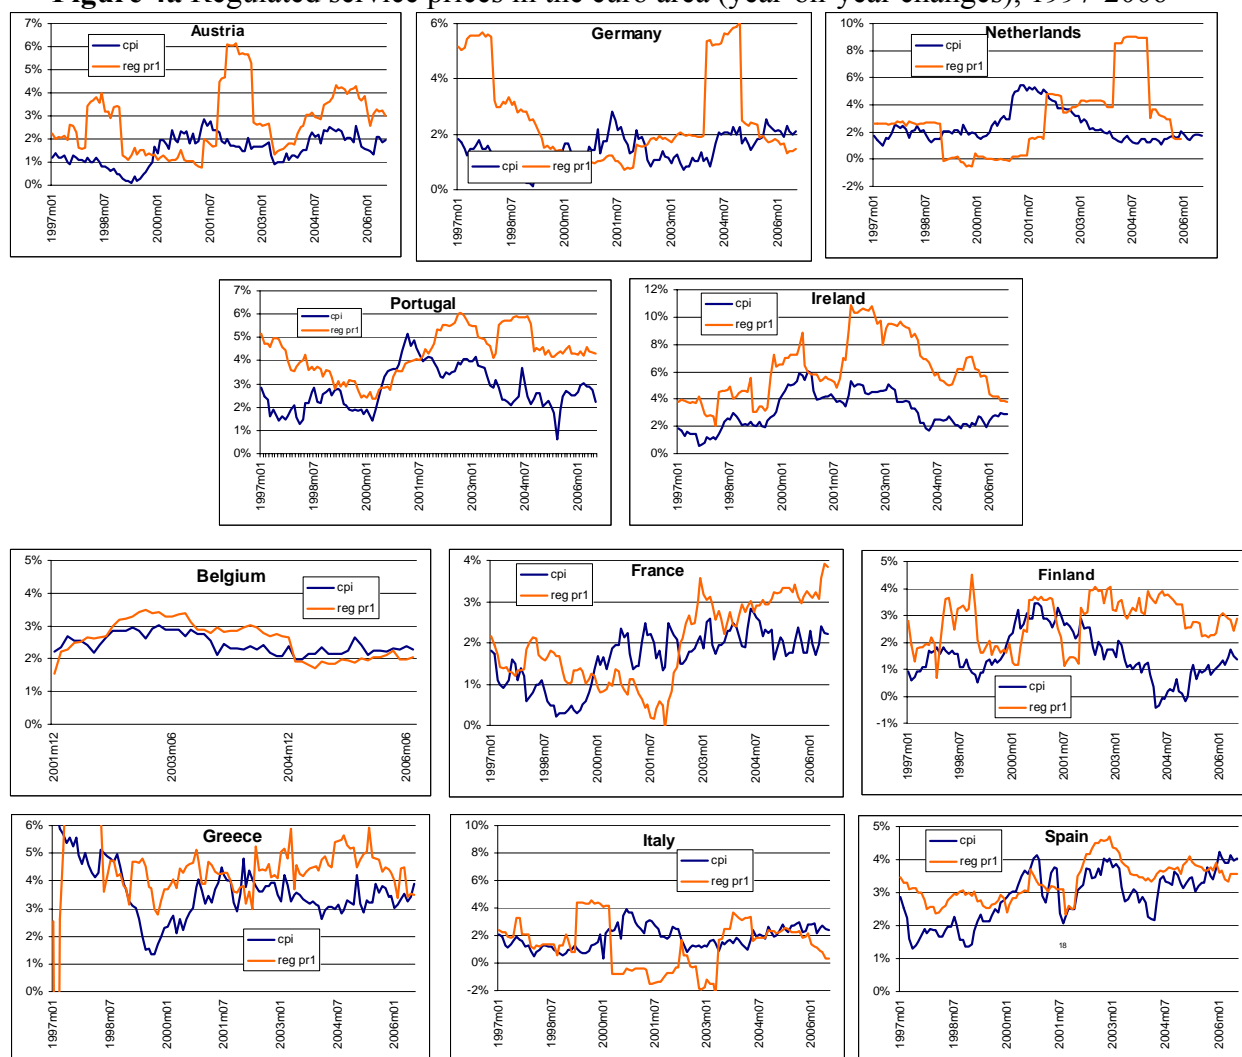 Figure 4a Regulated service prices in the euro area (year-on-year changes), 1997-2006
Austria
cpi
reg pr1
7%
6%
5%
4%
3%
2%
1%
0%
1997m01
1998m07
2000m01
2001m07
2003m01
2004m07
2006m01
Germany
cpi
reg pr1
6%
4%
2%
0%
1997m01
1998m07
2000m01
2001m07
2003m01
2004m07
2006m01
Netherlands
cpi
reg pr1
10%
8%
6%
4%
2%
0%
-2%
1997m01
1998m07
2000m01
2001m07
2003m01
2004m07
2006m01
Portugal
cpi
reg pr1
7%
6%
5%
4%
3%
2%
1%
0%
1997m01
1998m07
2000m01
2001m07
2003m01
2004m07
2006m01
Ireland
cpi
reg pr1
12%
10%
8%
6%
4%
2%
0%
1997m01
1998m07
2000m01
2001m07
2003m01
2004m07
2006m01
Belgium
cpi
reg pr1
5%
4%
3%
2%
1%
0%
2001m12
2003m06
2004m12
2006m06
France
cpi
reg pr1
4%
3%
2%
1%
0%
1997m01
1998m07
2000m01
2001m07
2003m01
2004m07
2006m01
Finland
cpi
reg pr1
5%
4%
3%
2%
1%
0%
-1%
1997m01
1998m07
2000m01
2001m07
2003m01
2004m07
2006m01
Greece
cpi
reg pr1
6%
5%
4%
3%
2%
1%
0%
1997m01
1998m07
2000m01
2001m07
2003m01
2004m07
2006m01
Italy
cpi
reg pr1
10%
8%
6%
4%
2%
0%
-2%
1997m01
1998m07
2000m01
2001m07
2003m01
2004m07
2006m01
Spain
cpi
reg pr1
5%
4%
3%
2%
1%
0%
18
1997m01
1998m07
2000m01
2001m07
2003m01
2004m07
2006m01